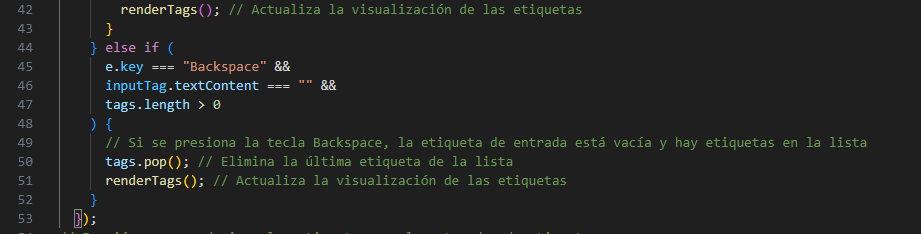 42 renderTags(); // Actualiza la visualización de las etiquetas
43 }
44 } else if (
45 e.key === "Backspace" &&
46 inputTag.textContent === "" &&
47 tags.length > 0
48 ) {
49 // Si se presiona la tecla Backspace, la etiqueta de entrada está vacía y hay etiquetas en la lista
50 tags.pop(); // Elimina la última etiqueta de la lista
51 renderTags(); // Actualiza la visualización de las etiquetas
52 }
53 });